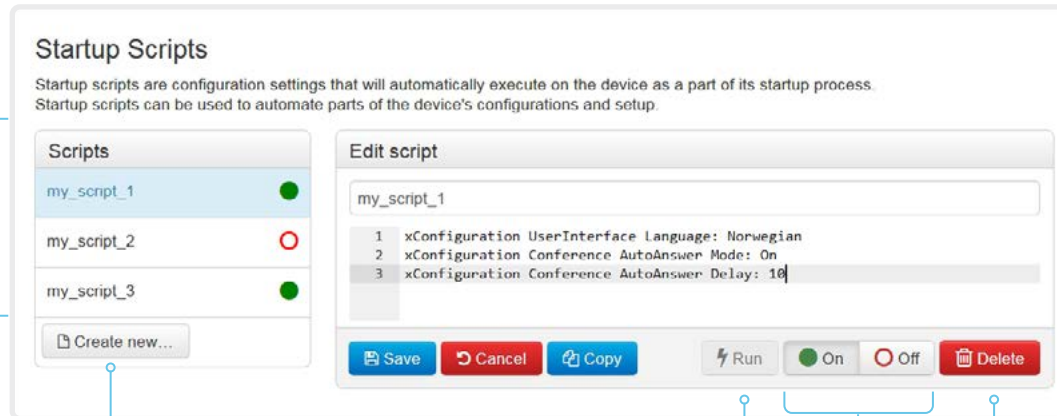 Startup Scripts
Startup scripts are configuration settings that will automatically execute on the device as a part of its startup process.
Startup scripts can be used to automate parts of the device's configurations and setup.
Scripts
my_script_1
my_script_2
my_script_3
Create new...
Edit script
my_script_1
1 xConfiguration UserInterface Language: Norwegian
2 xConfiguration Conference AutoAnswer Mode: On
3 xConfiguration Conference AutoAnswer Delay: 10
Save Cancel Copy Run On Off Delete